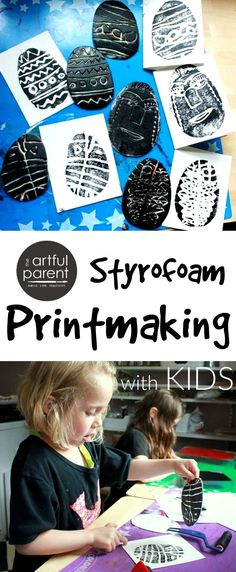 the
artful
parent
Styrofoam
Printmaking
with KIDS